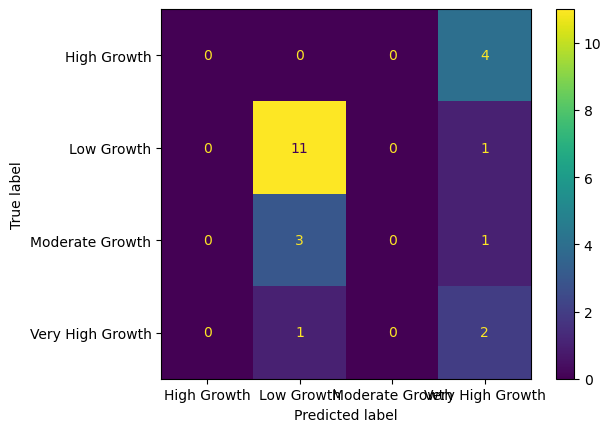 High Growth 0 0 0 4
Low Growth 0 11 0 1
Moderate Growth 0 3 0 1
Very High Growth 0 1 0 2
True label
High Growth Low Growth Moderate Growth Very High Growth
Predicted label
10
8
6
4
2
0